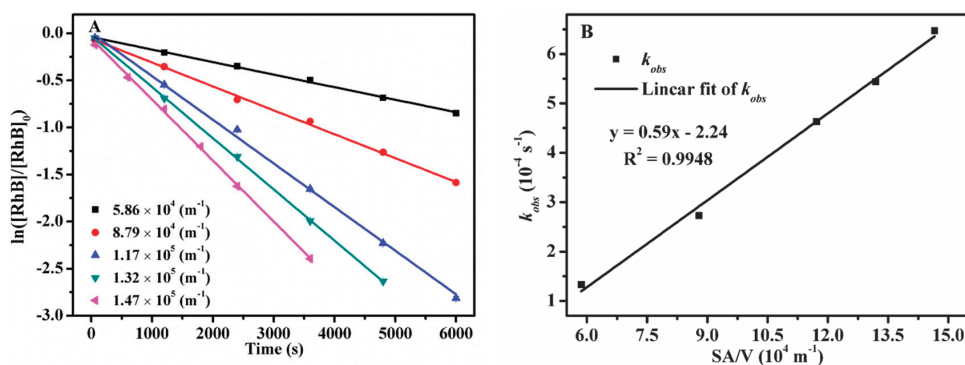 A
0.0
-0.5
-1.0
-1.5
-2.0
-2.5
-3.0
ln([RhB]/[RhB]0)
5.86 × 10^4 (m^-1)
8.79 × 10^4 (m^-1)
1.17 × 10^5 (m^-1)
1.32 × 10^5 (m^-1)
1.47 × 10^5 (m^-1)
0 1000 2000 3000 4000 5000 6000
Time (s)
B
6
5
4
3
2
1
k_obs (10^-4 s^-1)
k_obs
Linear fit of k_obs
y = 0.59x - 2.24
R^2 = 0.9948
6.0 7.5 9.0 10.5 12.0 13.5 15.0
SA/V (10^4 m^-1)